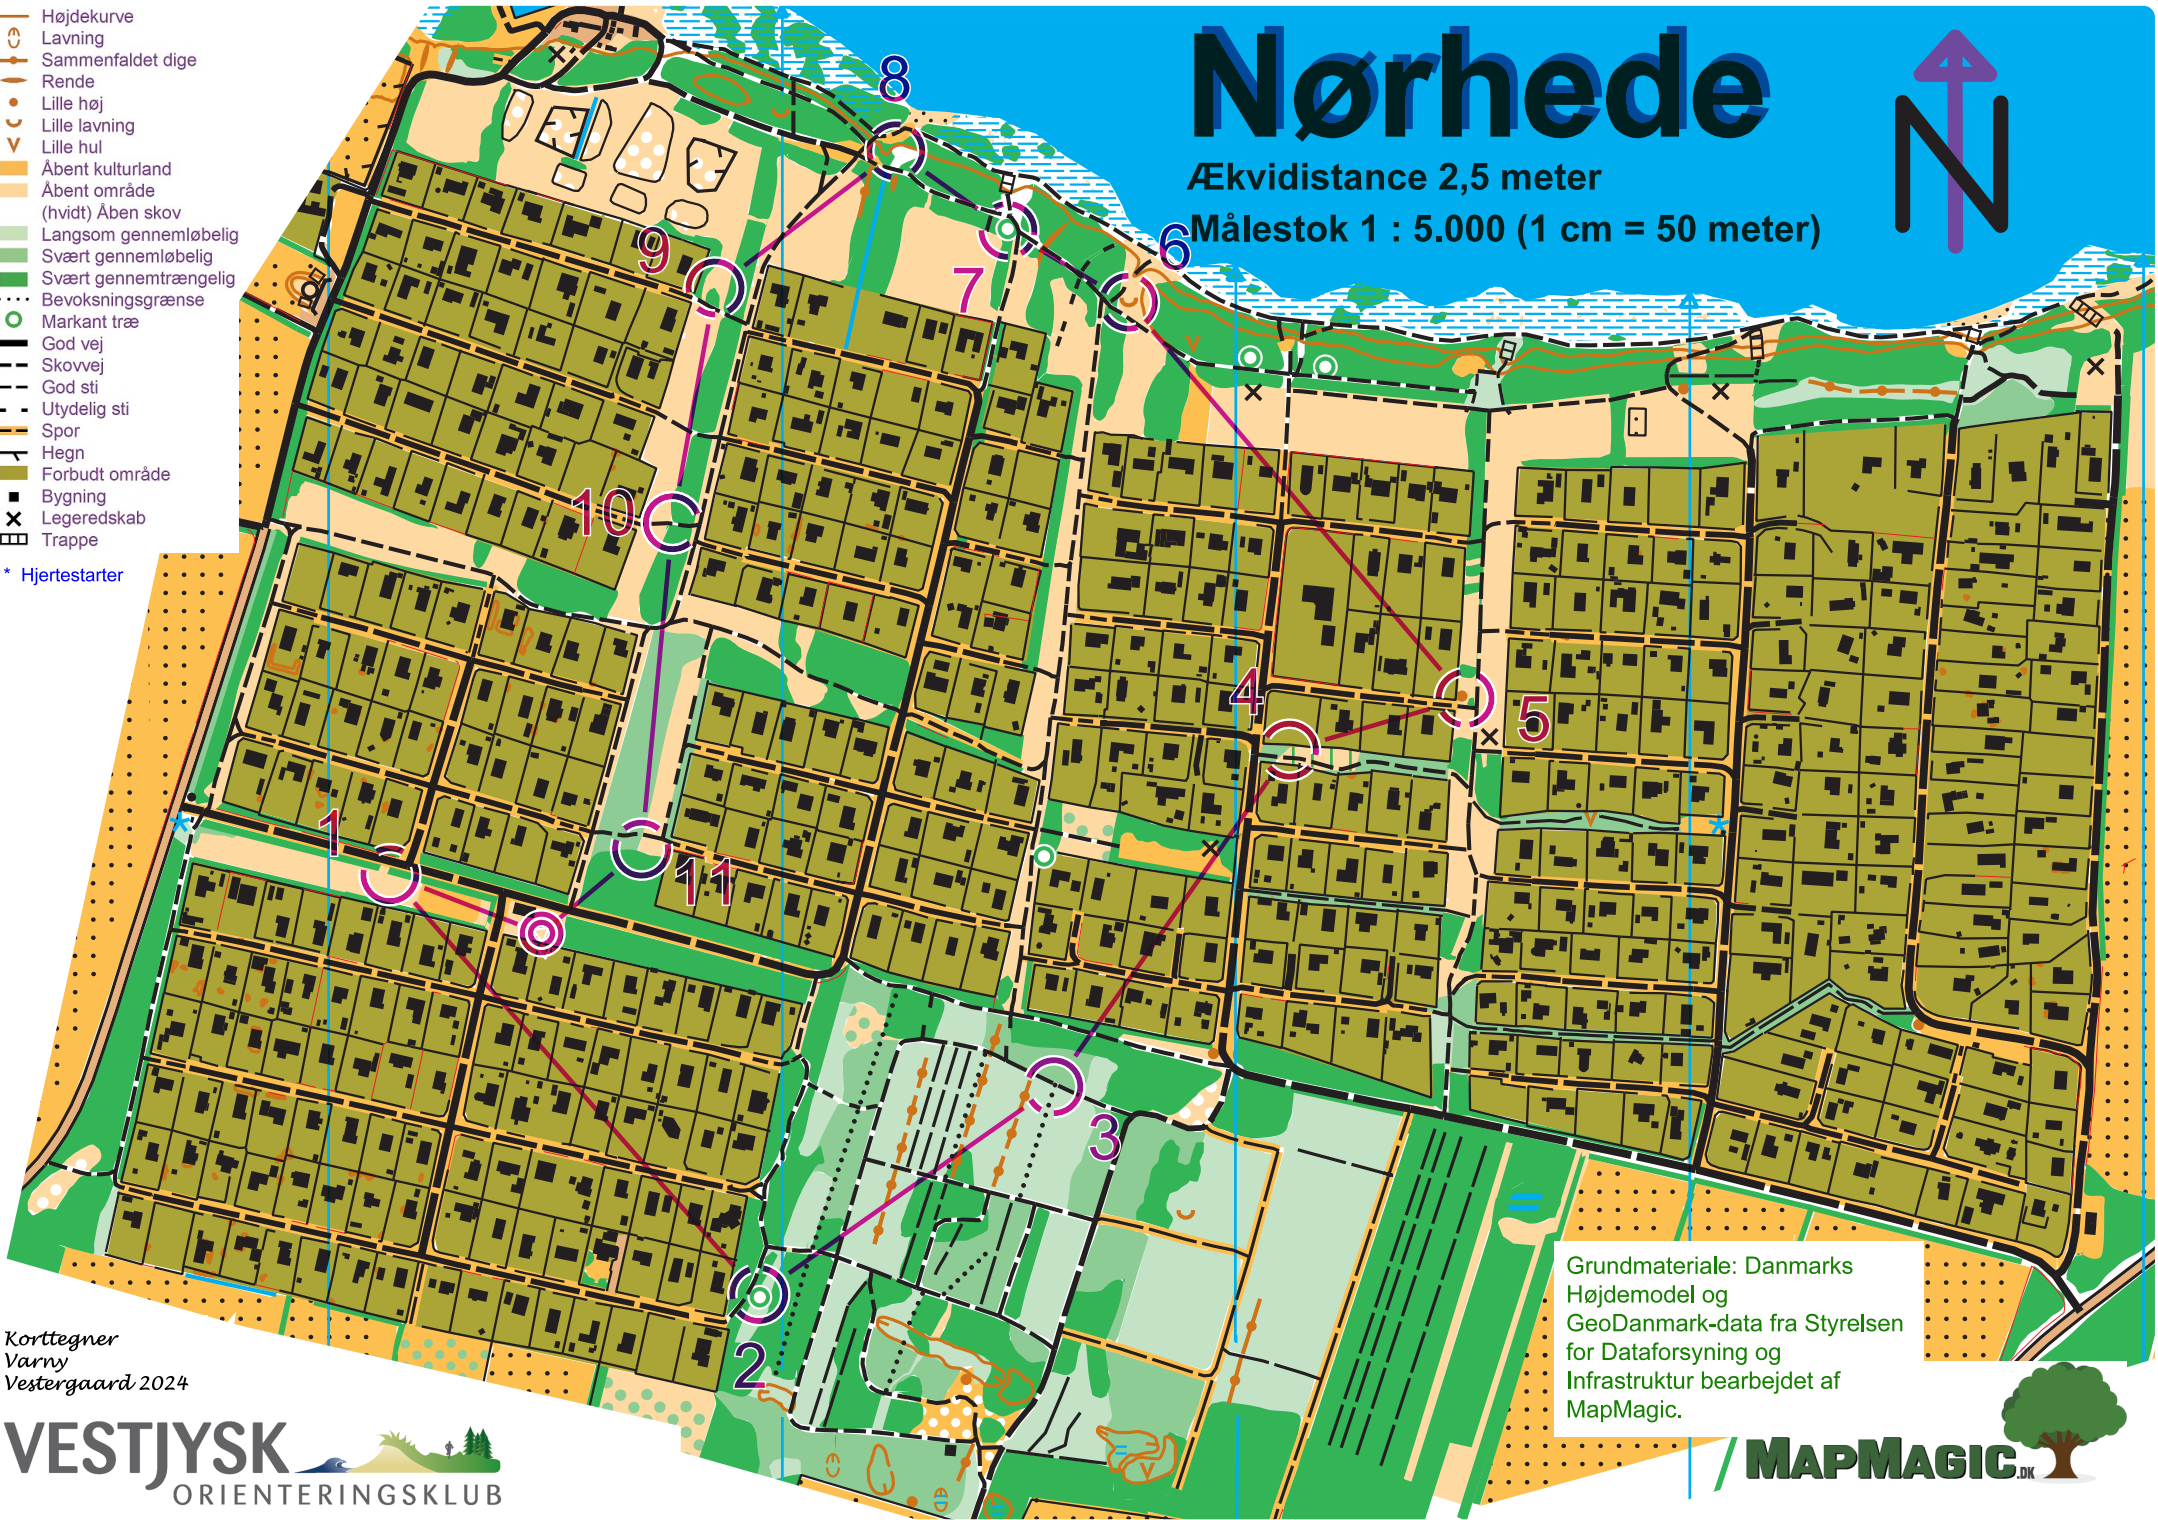 Højdekurve
Lavning
Sammenfaldet dige
Rende
Lille høj
Lille lavning
Lille hul
Åbent kulturland
Åbent område
(hvidt) Åben skov
Langsom gennemløbelig
Svært gennemløbelig
Svært gennemtrængelig
Bevoksningsgrænse
Markant træ
God vej
Skovvej
God sti
Utydelig sti
Spor
Hegn
Forbudt område
Bygning
Legeredskab
Trappe
* Hjertestarter
Nørhede
Ækvidistance 2,5 meter
Målestok 1 : 5.000 (1 cm = 50 meter)
N
8
9
7
6
10
4
5
1
11
3
2
Grundmateriale: Danmarks
Højdemodel og
GeoDanmark-data fra Styrelsen
for Dataforsyning og
Infrastruktur bearbejdet af
MapMagic.
Korttegner
Varny
Vestergaard 2024
VESTJYSK
ORIENTERINGSKLUB
MAPMAGIC.DK